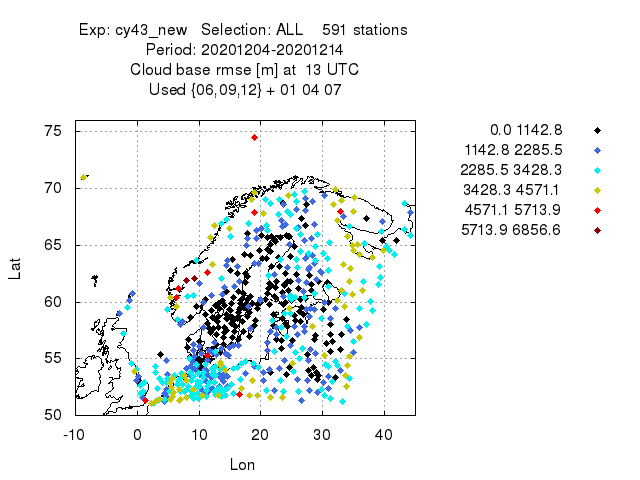 Exp: cy43_new Selection: ALL 591 stations
Period: 20201204-20201214
Cloud base rmse [m] at 13 UTC
Used {06,09,12} + 01 04 07
0.0 1142.8
1142.8 2285.5
2285.5 3428.3
3428.3 4571.1
4571.1 5713.9
5713.9 6856.6
Lat
75
70
65
60
55
50
-10 0 10 20 30 40
Lon